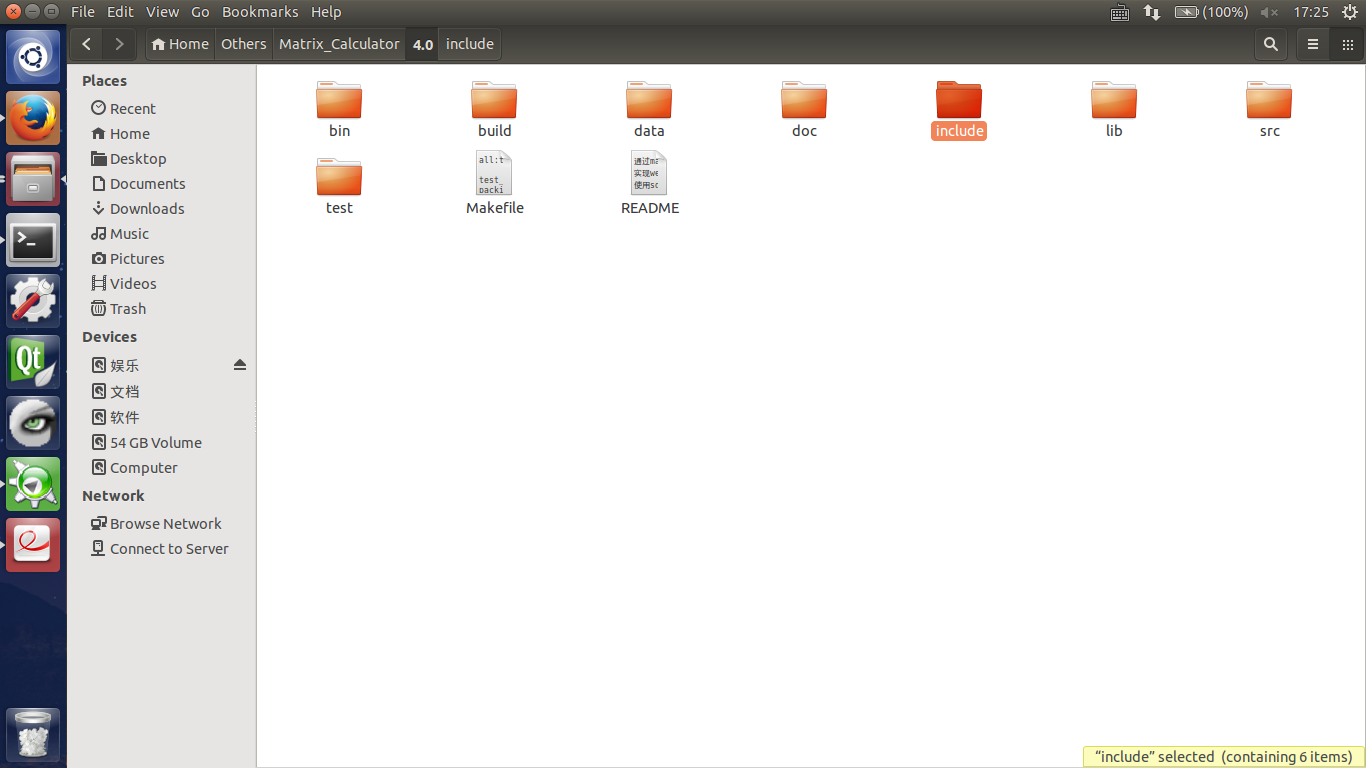 File Edit View Go Bookmarks Help
(100%) 17:25
Home Others Matrix_Calculator 4.0 include
Places
Recent
Home
Desktop
Documents
Downloads
Music
Pictures
Videos
Trash
Devices
娱乐
文档
软件
54 GB Volume
Computer
Network
Browse Network
Connect to Server
bin build data doc include lib src
all:t
test_
packi
通过ma
实现we
使用so
test Makefile README
Qt
“include” selected (containing 6 items)